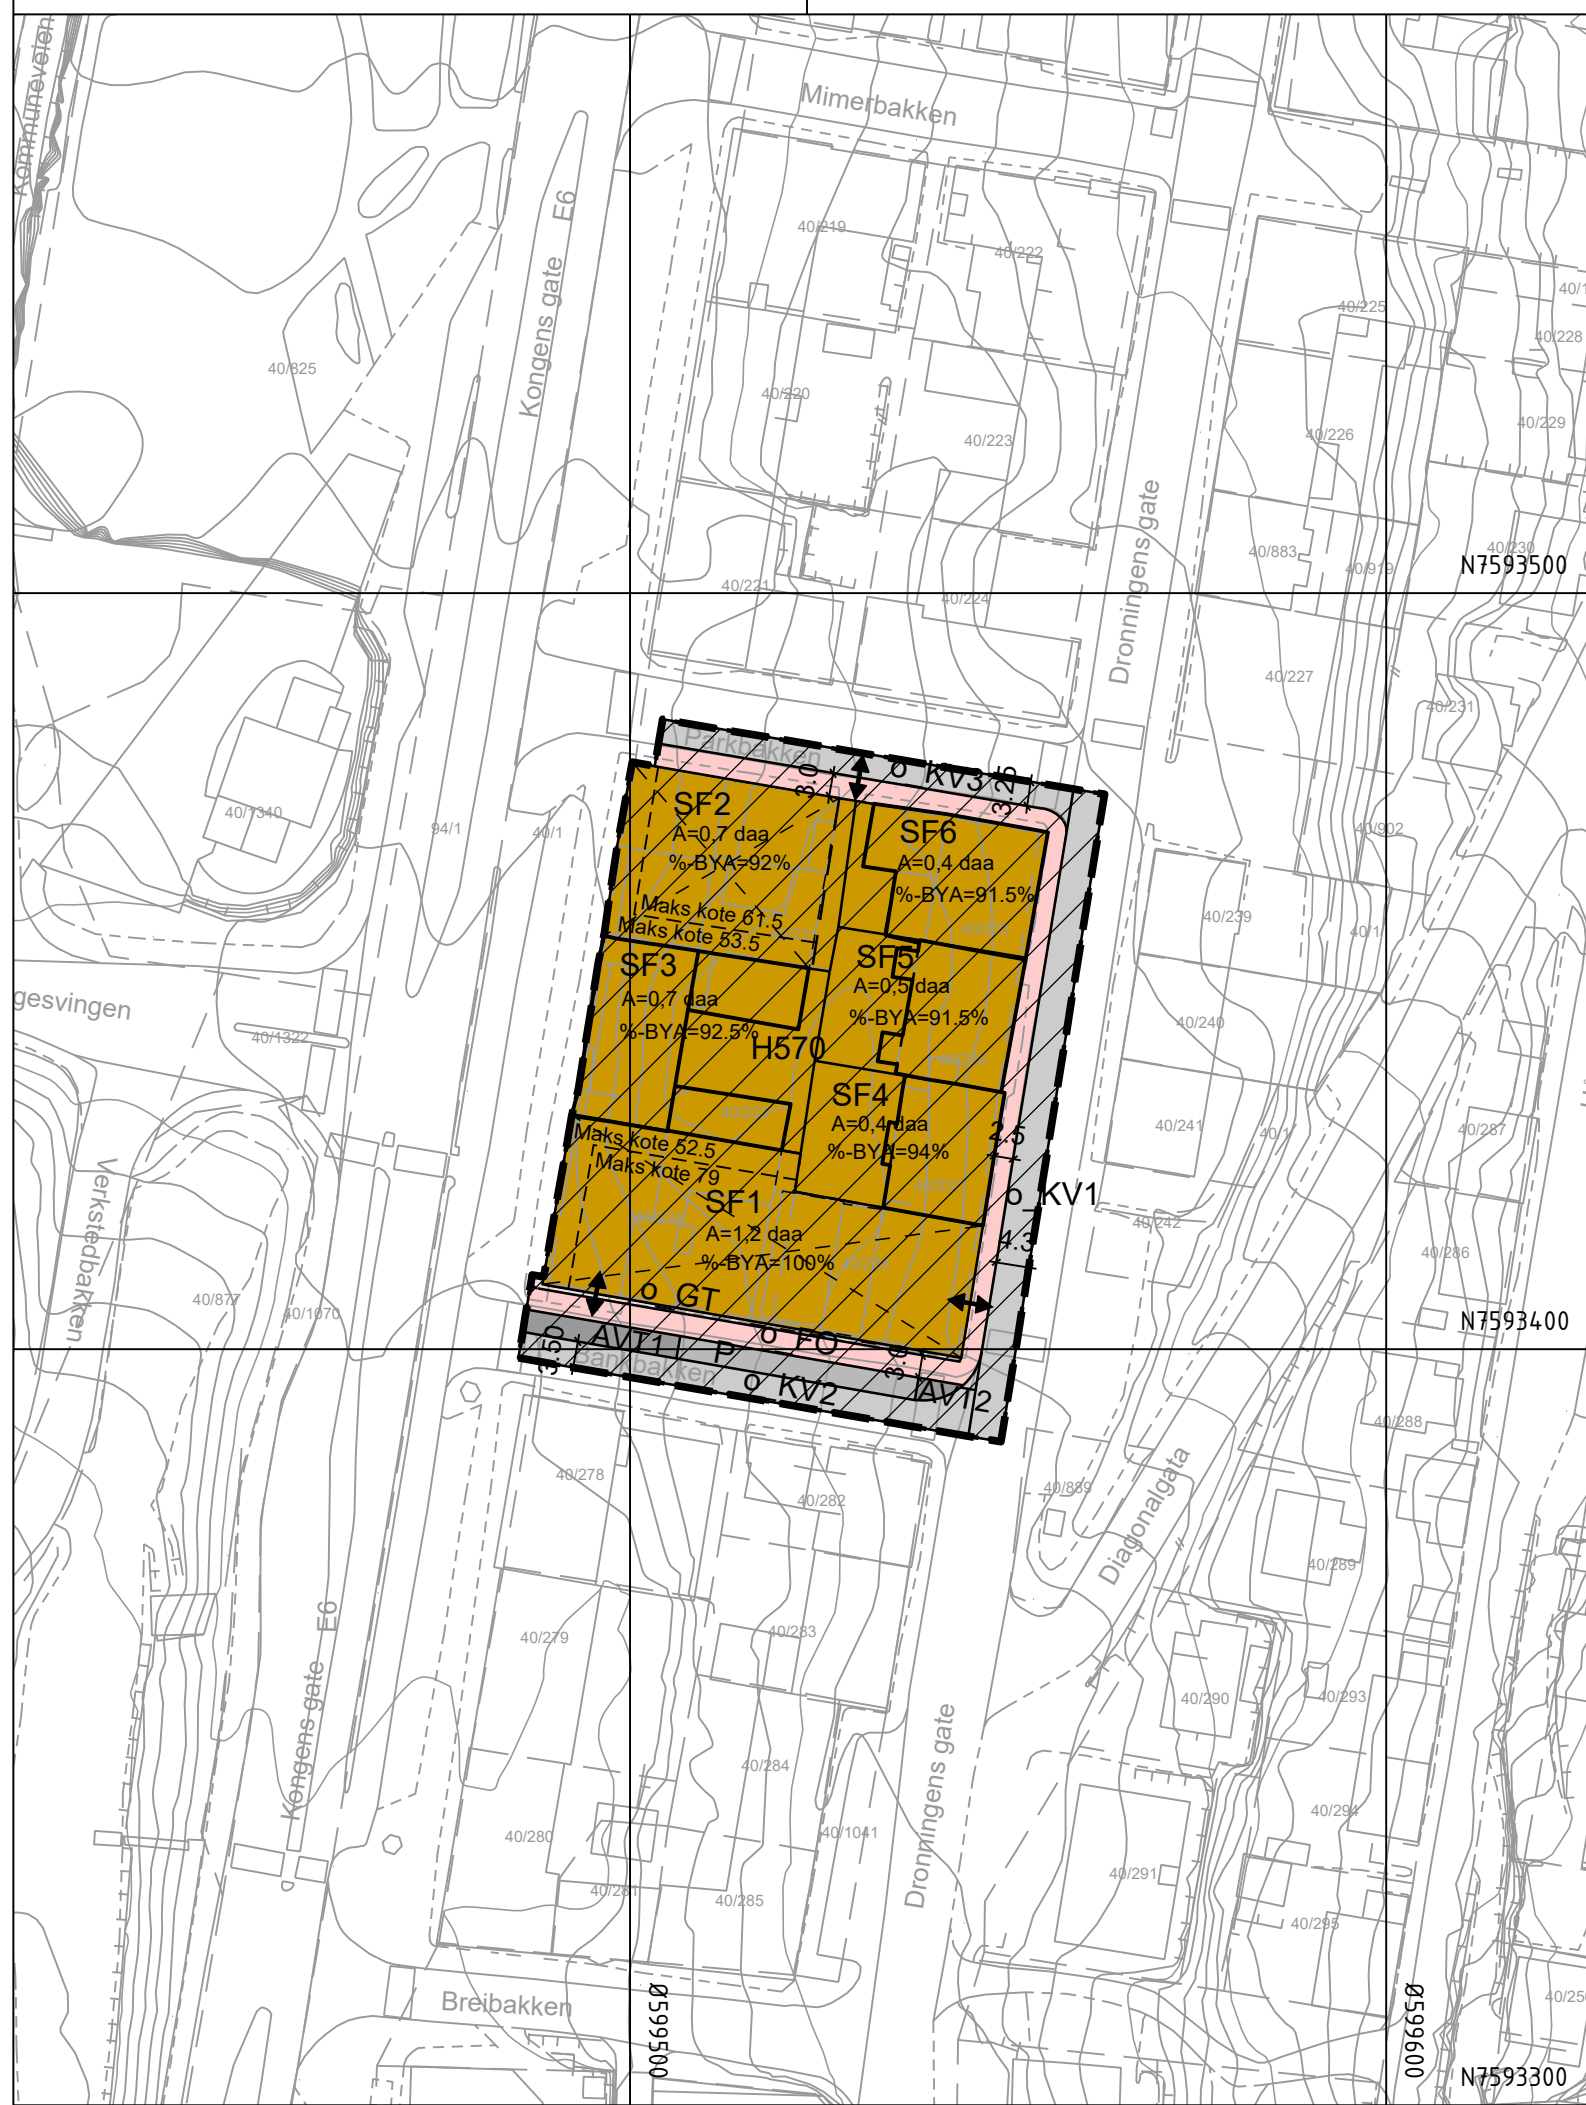 Kommuneveien
Mimerbakken
Kongens gate E6
40/219
40/222
40/225
40/228
40/825
40/220
40/223
40/226
40/229
Dronningens gate
40/883
40/230
40/919
N7593500
40/221
40/224
40/227
40/231
Parkbakken
o_KV3
3.0
3.25
SF2
A=0,7 daa
%-BYA=92%
Maks kote 61.5
Maks kote 53.5
SF6
A=0,4 daa
%-BYA=91.5%
40/1340
94/1
40/1
40/902
40/239
40/1
SF3
A=0,7 daa
%-BYA=92.5%
SF5
A=0,5 daa
%-BYA=91.5%
H570
gesvingen
40/1322
40/240
SF4
A=0,4 daa
%-BYA=94%
40/241
40/1
40/287
2.5
Maks kote 52.5
Maks kote 79
SF1
A=1,2 daa
%-BYA=100%
o_KV1
4.3
40/242
40/286
Verkstedbakken
40/877
40/1070
o_GT
o_FO
AVT1
P
3.50
Bankbakken
o_KV2
AVT2
N7593400
40/288
40/278
40/282
40/889
Diagonalgata
40/289
40/279
40/283
Kongens gate E6
40/290
40/293
Dronningens gate
40/284
40/294
40/280
40/1041
40/291
40/281
40/285
40/295
Breibakken
Ø599500
Ø599600
N7593300